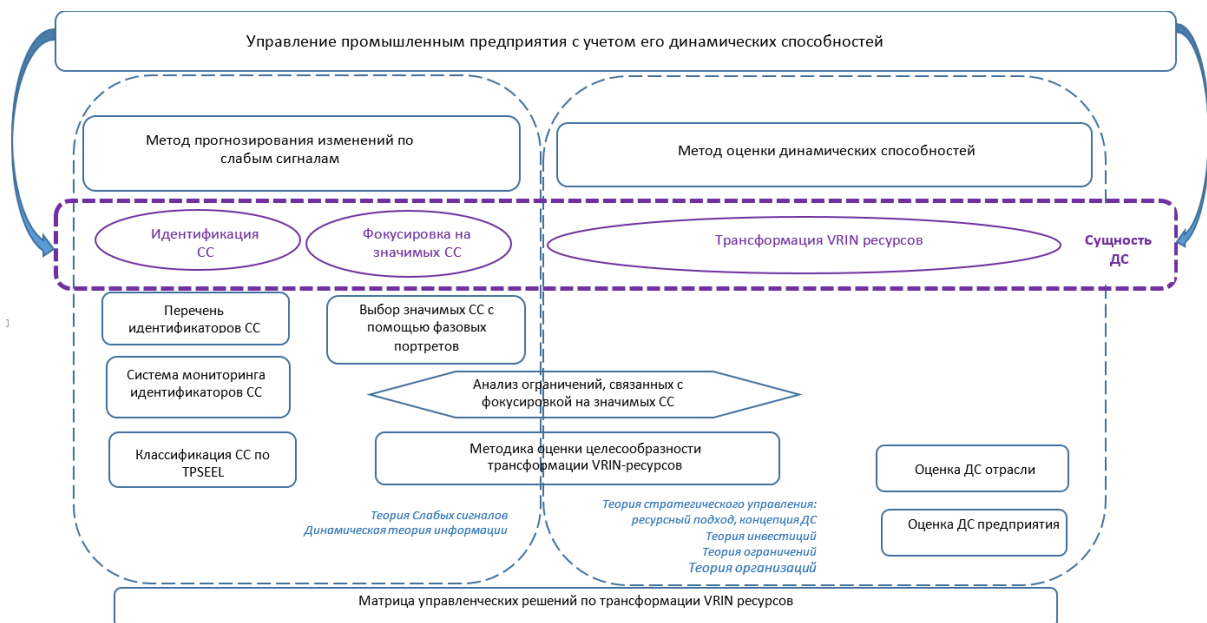 Управление промышленным предприятия с учетом его динамических способностей
Метод прогнозирования изменений по
слабым сигналам
Метод оценки динамических способностей
Идентификация
СС
Фокусировка на
значимых СС
Трансформация VRIN ресурсов
Сущность
ДС
Перечень
идентификаторов СС
Выбор значимых СС с
помощью фазовых
портретов
Система мониторинга
идентификаторов СС
Анализ ограничений, связанных с
фокусировкой на значимых СС
Классификация СС по
TPSEEL
Методика оценки целесообразности
трансформации VRIN-ресурсов
Оценка ДС отрасли
Теория Слабых сигналов
Динамическая теория информации
Теория стратегического управления:
ресурсный подход, концепция ДС
Теория инвестиций
Теория ограничений
Теория организаций
Оценка ДС предприятия
Матрица управленческих решений по трансформации VRIN ресурсов